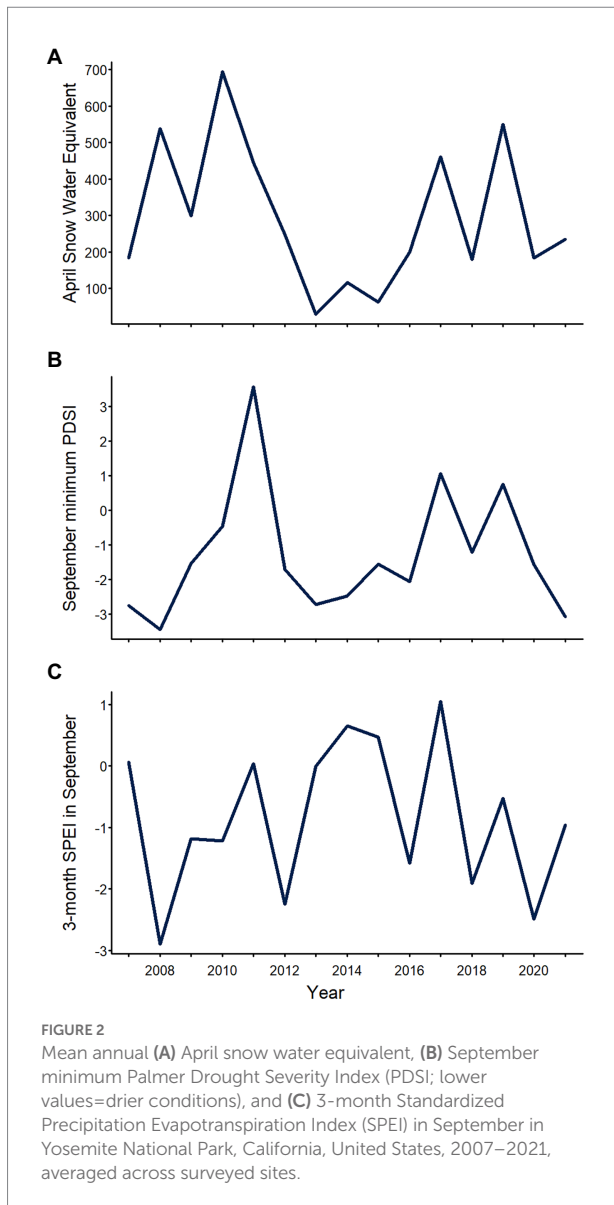 A
700
600
500
400
300
200
100
April Snow Water Equivalent
B
3
2
1
0
-1
-2
-3
September minimum PDSI
C
1
0
-1
-2
-3
3-month SPEI in September
2008 2010 2012 2014 2016 2018 2020
Year
FIGURE 2
Mean annual (A) April snow water equivalent, (B) September
minimum Palmer Drought Severity Index (PDSI; lower
values=drier conditions), and (C) 3-month Standardized
Precipitation Evapotranspiration Index (SPEI) in September in
Yosemite National Park, California, United States, 2007–2021,
averaged across surveyed sites.